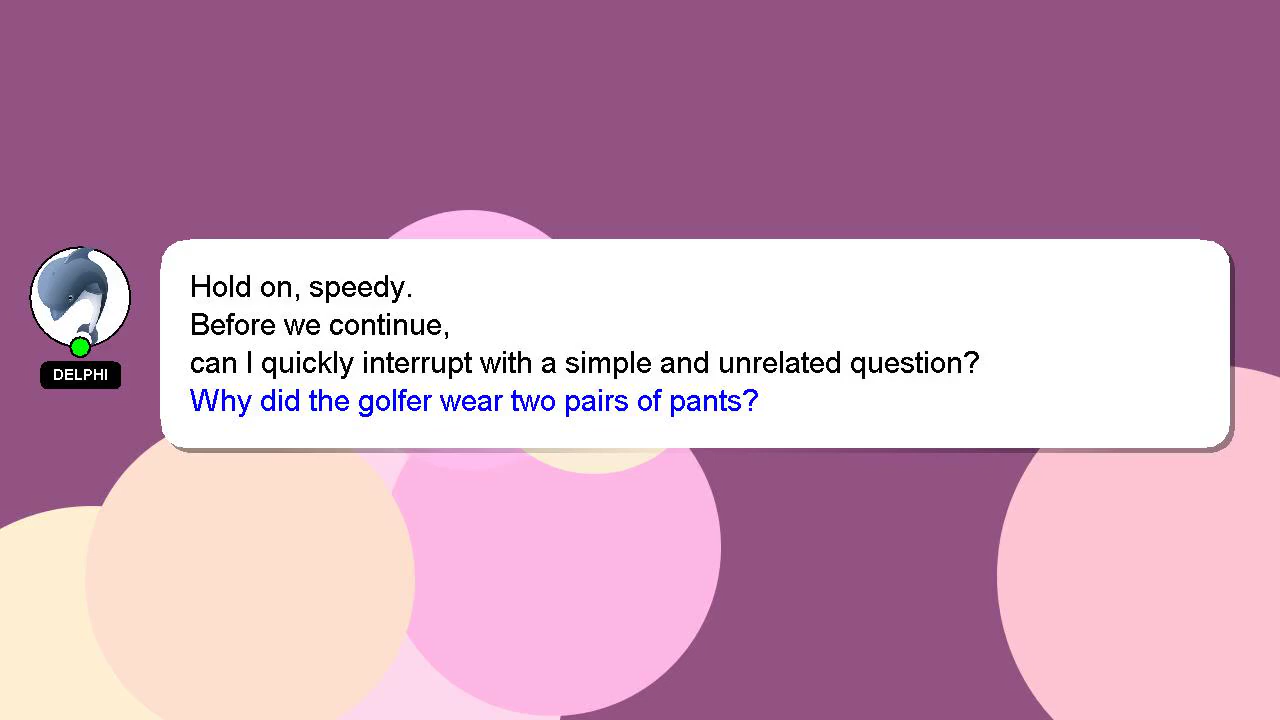 Hold on, speedy.
Before we continue,
can I quickly interrupt with a simple and unrelated question?
Why did the golfer wear two pairs of pants?
DELPHI